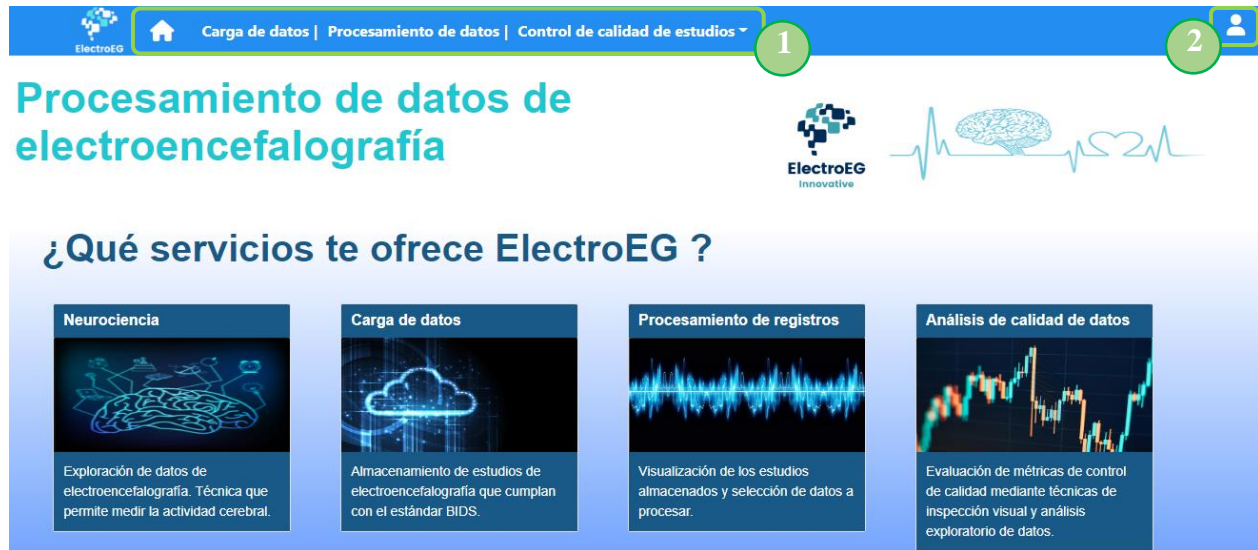 ElectroEG
Carga de datos | Procesamiento de datos | Control de calidad de estudios
1
2
Procesamiento de datos de
electroencefalografía
ElectroEG
Innovative
¿Qué servicios te ofrece ElectroEG ?
Neurociencia
Exploración de datos de
electroencefalografía. Técnica que
permite medir la actividad cerebral.
Carga de datos
Almacenamiento de estudios de
electroencefalografía que cumplan
con el estándar BIDS.
Procesamiento de registros
Visualización de los estudios
almacenados y selección de datos a
procesar.
Análisis de calidad de datos
Evaluación de métricas de control
de calidad mediante técnicas de
inspección visual y análisis
exploratorio de datos.